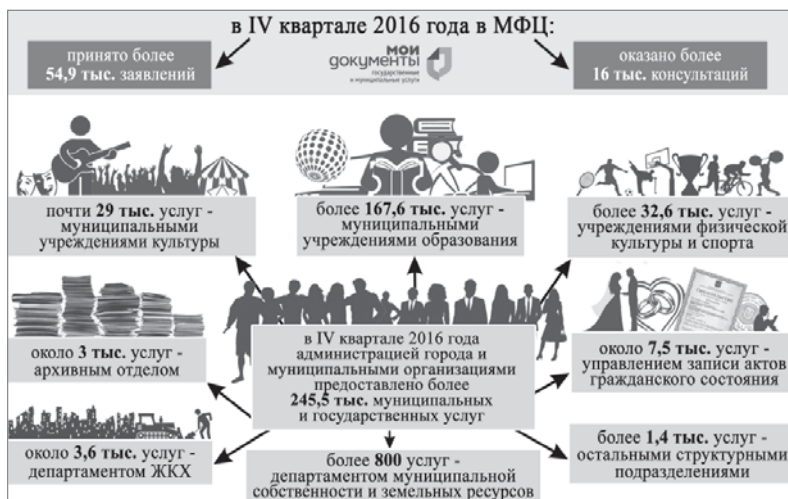 в IV квартале 2016 года в МФЦ:
принято более
54,9 тыс. заявлений
мои
документы
государственные
и муниципальные услуги
оказано более
16 тыс. консультаций
почти 29 тыс. услуг -
муниципальными
учреждениями культуры
более 167,6 тыс. услуг -
муниципальными
учреждениями образования
более 32,6 тыс. услуг -
учреждениями физической
культуры и спорта
около 3 тыс. услуг -
архивным отделом
в IV квартале 2016 года
администрацией города и
муниципальными организациями
предоставлено более
245,5 тыс. муниципальных
и государственных услуг
около 7,5 тыс. услуг -
управлением записи актов
гражданского состояния
около 3,6 тыс. услуг -
департаментом ЖКХ
более 800 услуг -
департаментом муниципальной
собственности и земельных ресурсов
более 1,4 тыс. услуг -
остальными структурными
подразделениями